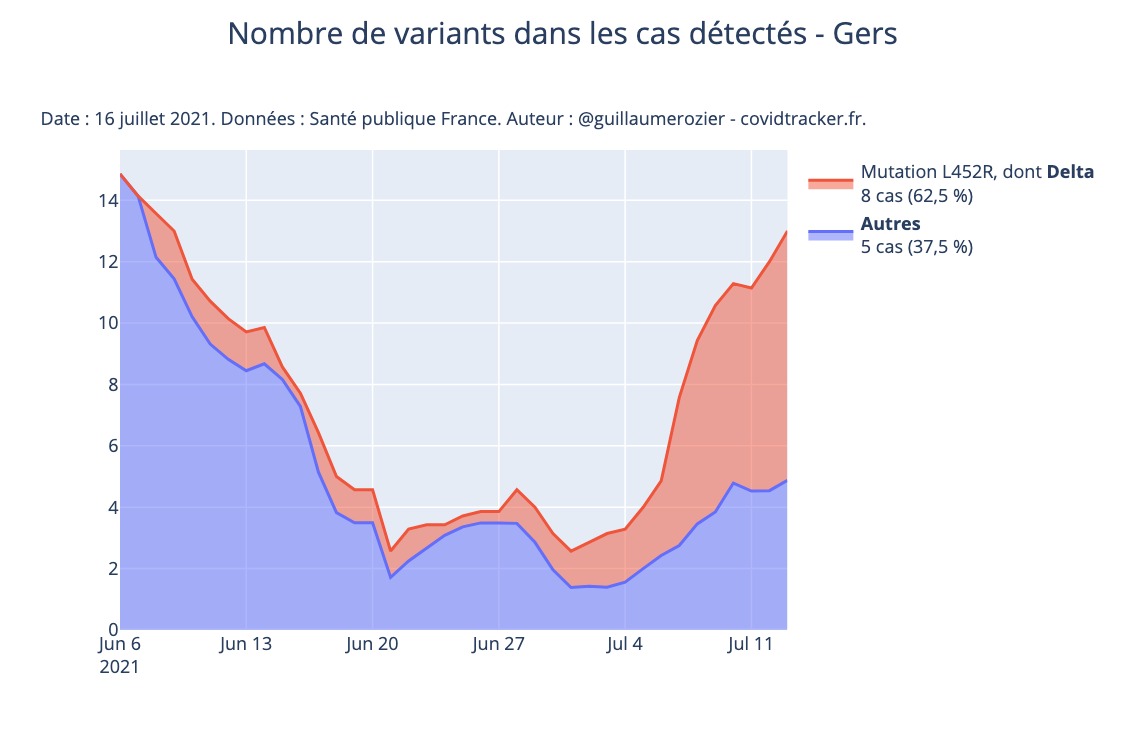 Nombre de variants dans les cas détectés - Gers
Date : 16 juillet 2021. Données : Santé publique France. Auteur : @guillaumerozier - covidtracker.fr.
Mutation L452R, dont Delta
8 cas (62,5 %)
Autres
5 cas (37,5 %)
14
12
10
8
6
4
2
0
Jun 6 Jun 13 Jun 20 Jun 27 Jul 4 Jul 11
2021